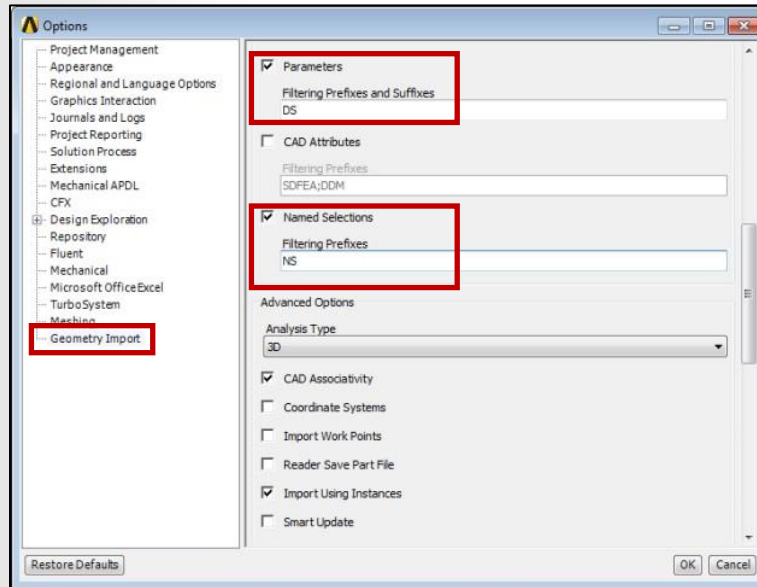 Options
Project Management
Appearance
Regional and Language Options
Graphics Interaction
Journals and Logs
Project Reporting
Solution Process
Extensions
Mechanical APDL
CFX
Design Exploration
Repository
Fluent
Mechanical
Microsoft Office Excel
TurboSystem
Meshing
Geometry Import
Parameters
Filtering Prefixes and Suffixes
DS
CAD Attributes
Filtering Prefixes
SDFEA;DDM
Named Selections
Filtering Prefixes
NS
Advanced Options
Analysis Type
3D
CAD Associativity
Coordinate Systems
Import Work Points
Reader Save Part File
Import Using Instances
Smart Update
Restore Defaults
OK
Cancel